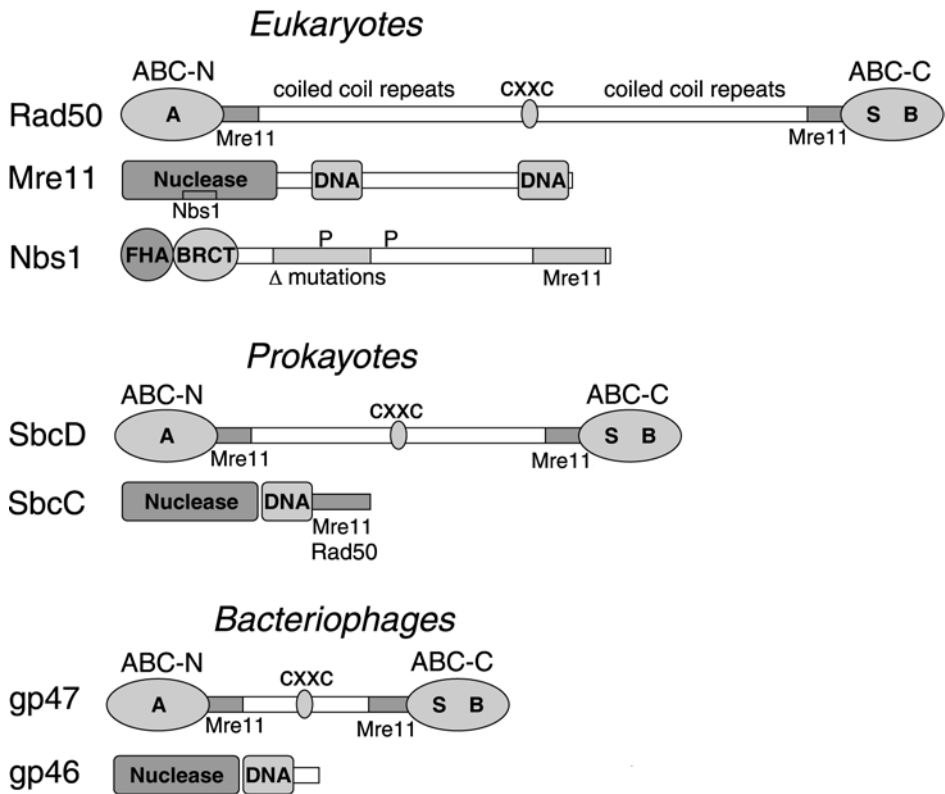 Eukaryotes
ABC-N ABC-C
coiled coil repeats CXXC coiled coil repeats
Rad50 A S B
Mre11 Mre11
Mre11 Nuclease DNA DNA
Nbs1
Nbs1 FHA BRCT P P
Δ mutations Mre11
Prokayotes
ABC-N ABC-C
CXXC
SbcD A S B
Mre11 Mre11
SbcC Nuclease DNA
Mre11
Rad50
Bacteriophages
ABC-N ABC-C
CXXC
gp47 A S B
Mre11 Mre11
gp46 Nuclease DNA